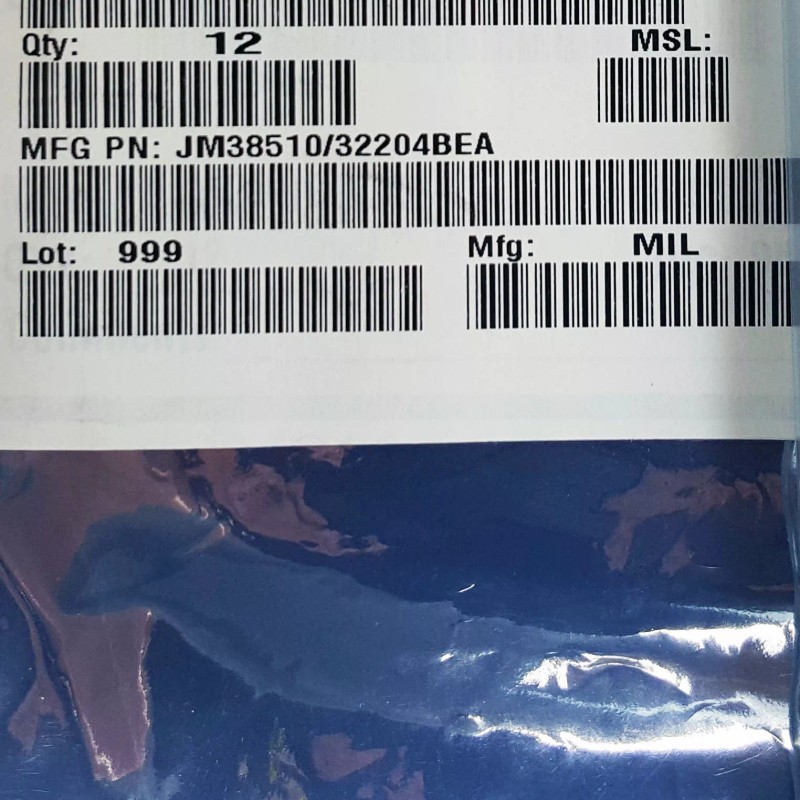 Qty: 12 MSL:
MFG PN: JM38510/32204BEA
Lot: 999 Mfg: MIL